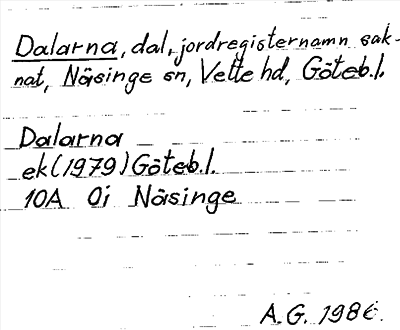 Dalarna, dal, jordregisternamn sak-
nat, Näsinge sn, Vette hd, Göteb.l.
Dalarna
ek (1979) Göteb.l.
10A 0i Näsinge
A.G. 1986.